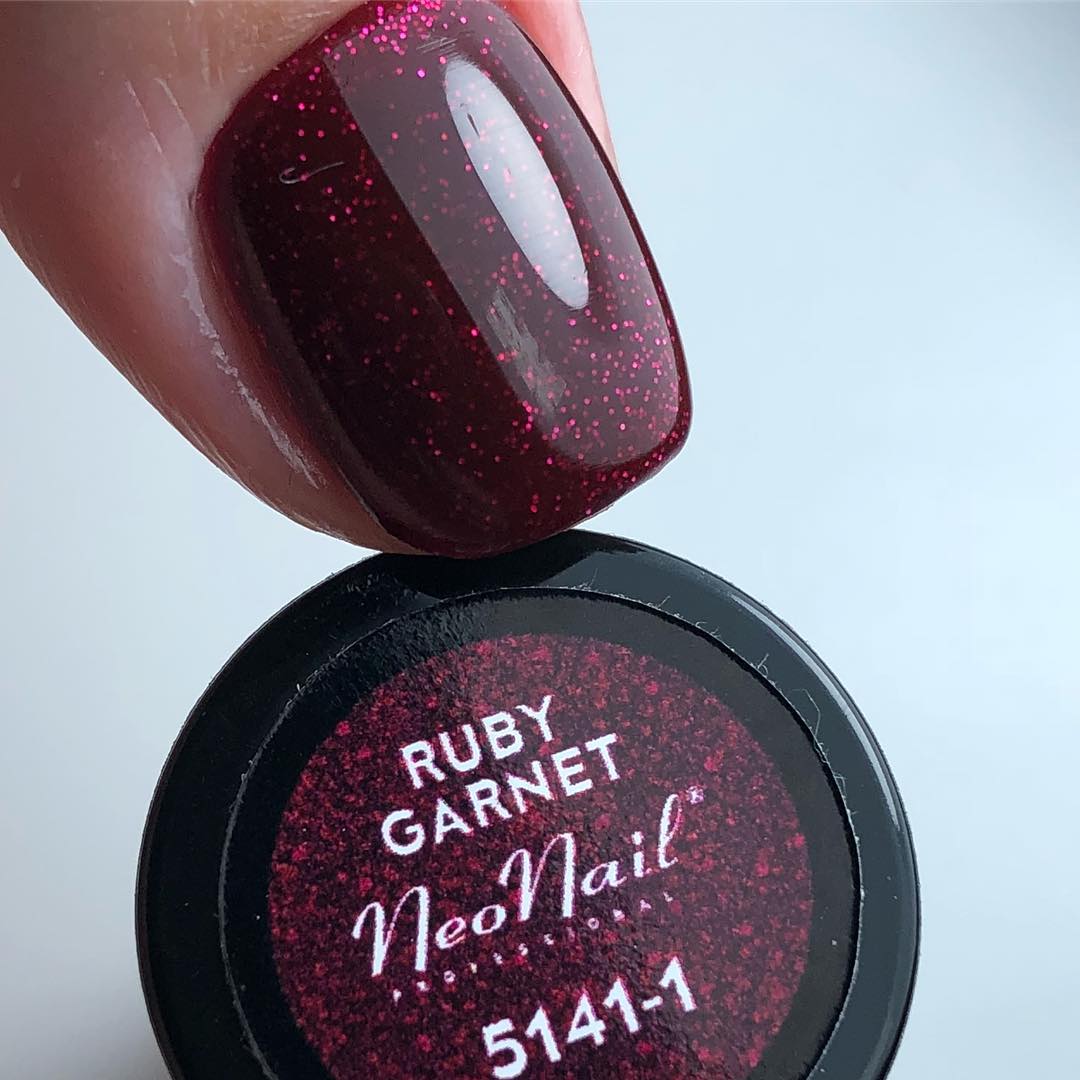 RUBY
GARNET
NeoNail®
PROFESSIONAL
5141-1